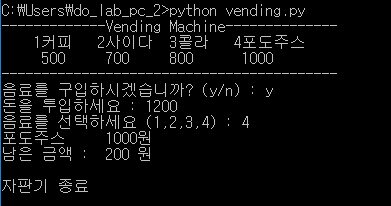 C:\Users\do_lab_pc_2>python vending.py
-------------Vending Machine--------------
1커피 2사이다 3콜라 4포도주스
500 700 800 1000
------------------------------------------
음료를 구입하시겠습니까? (y/n) : y
돈을 투입하세요 : 1200
음료를 선택하세요 (1,2,3,4) : 4
포도주스 1000원
남은 금액 : 200 원
자판기 종료